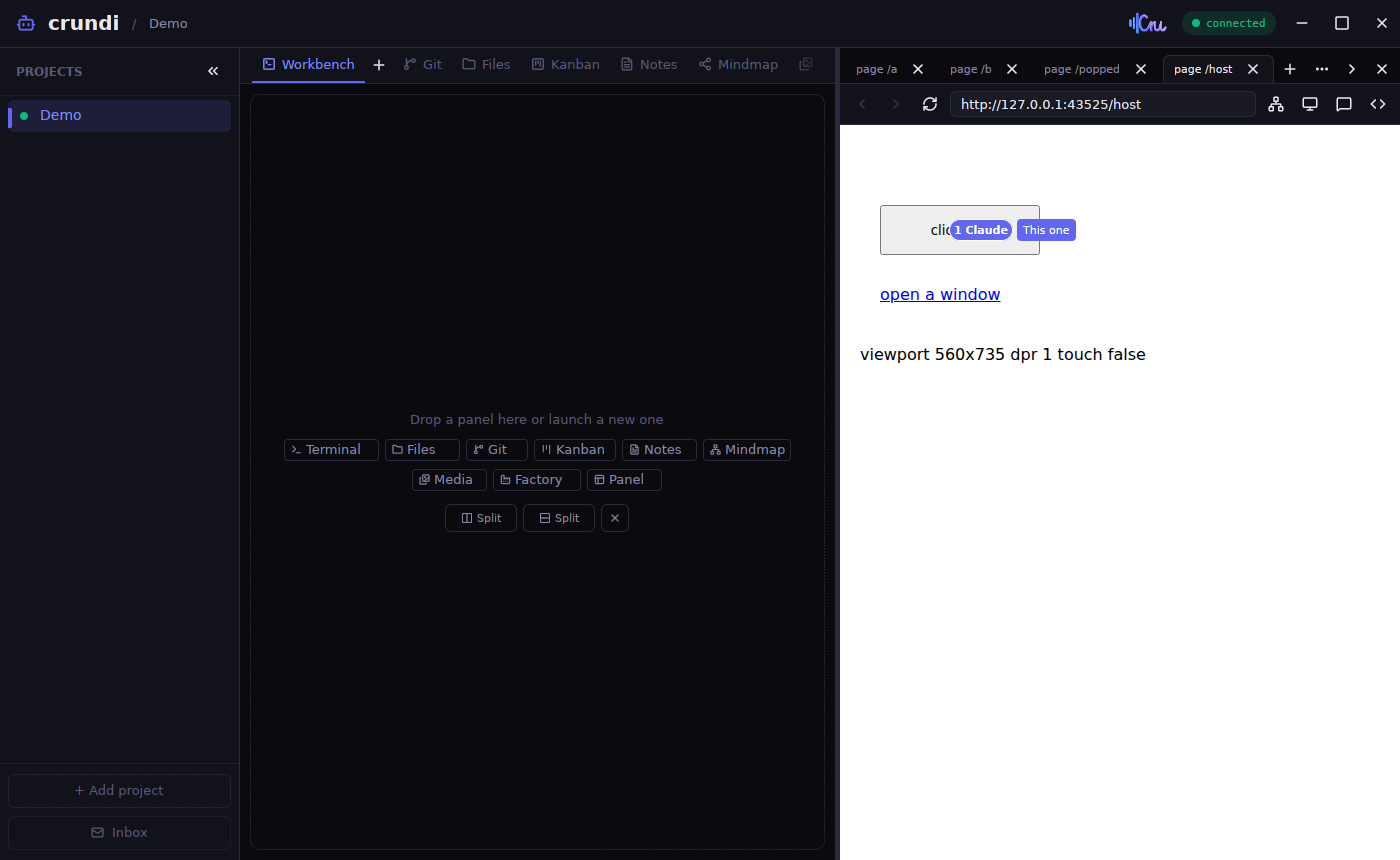 crundi / Demo
Cru
connected
PROJECTS
Demo
+ Add project
Inbox
Workbench + Git Files Kanban Notes Mindmap
Drop a panel here or launch a new one
Terminal Files Git Kanban Notes Mindmap
Media Factory Panel
Split Split ×
page /a page /b page /popped page /host
http://127.0.0.1:43525/host
1 Claude This one
open a window
viewport 560x735 dpr 1 touch false